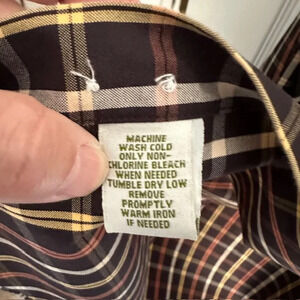 MACHINE
WASH COLD
ONLY NON-
CHLORINE BLEACH
WHEN NEEDED
TUMBLE DRY LOW
REMOVE
PROMPTLY
WARM IRON
IF NEEDED